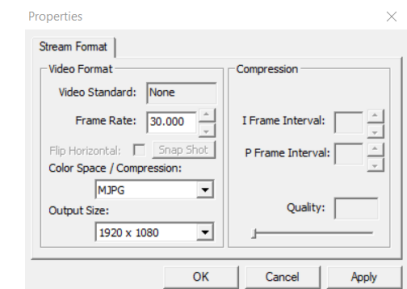 Properties
Stream Format
Video Format
Video Standard: None
Frame Rate: 30.000
Flip Horizontal: Snap Shot
Color Space / Compression:
MJPG
Output Size:
1920 x 1080
Compression
I Frame Interval:
P Frame Interval:
Quality:
OK Cancel Apply